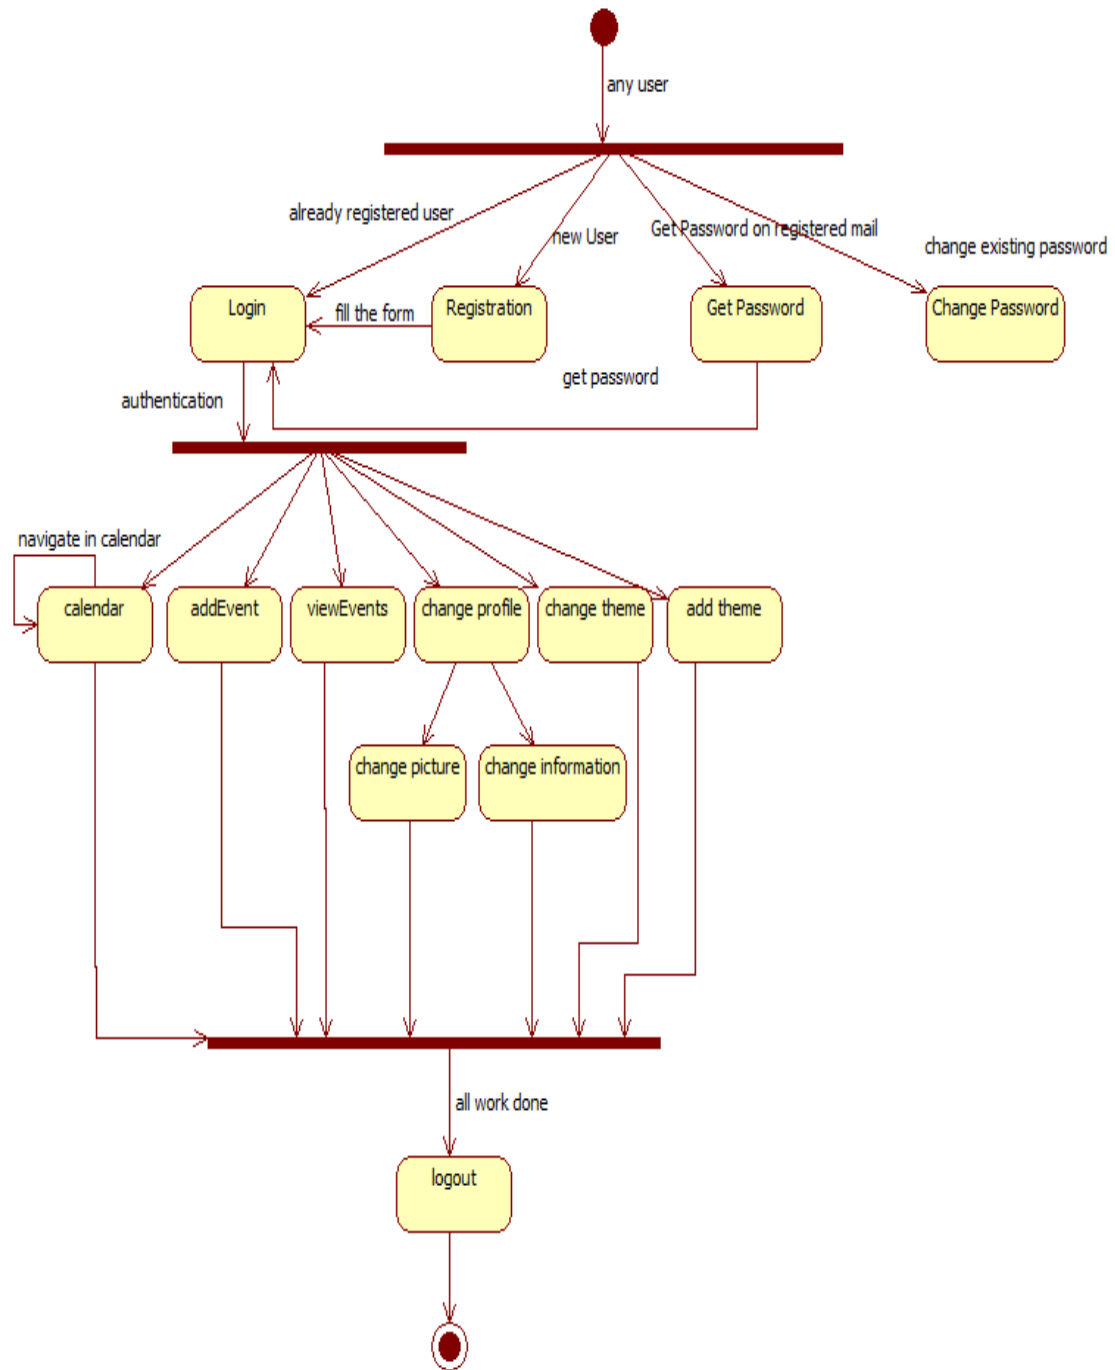 any user
already registered user
new User
Get Password on registered mail
change existing password
Login
fill the form
Registration
Get Password
Change Password
get password
authentication
navigate in calendar
calendar
addEvent
viewEvents
change profile
change theme
add theme
change picture
change information
all work done
logout